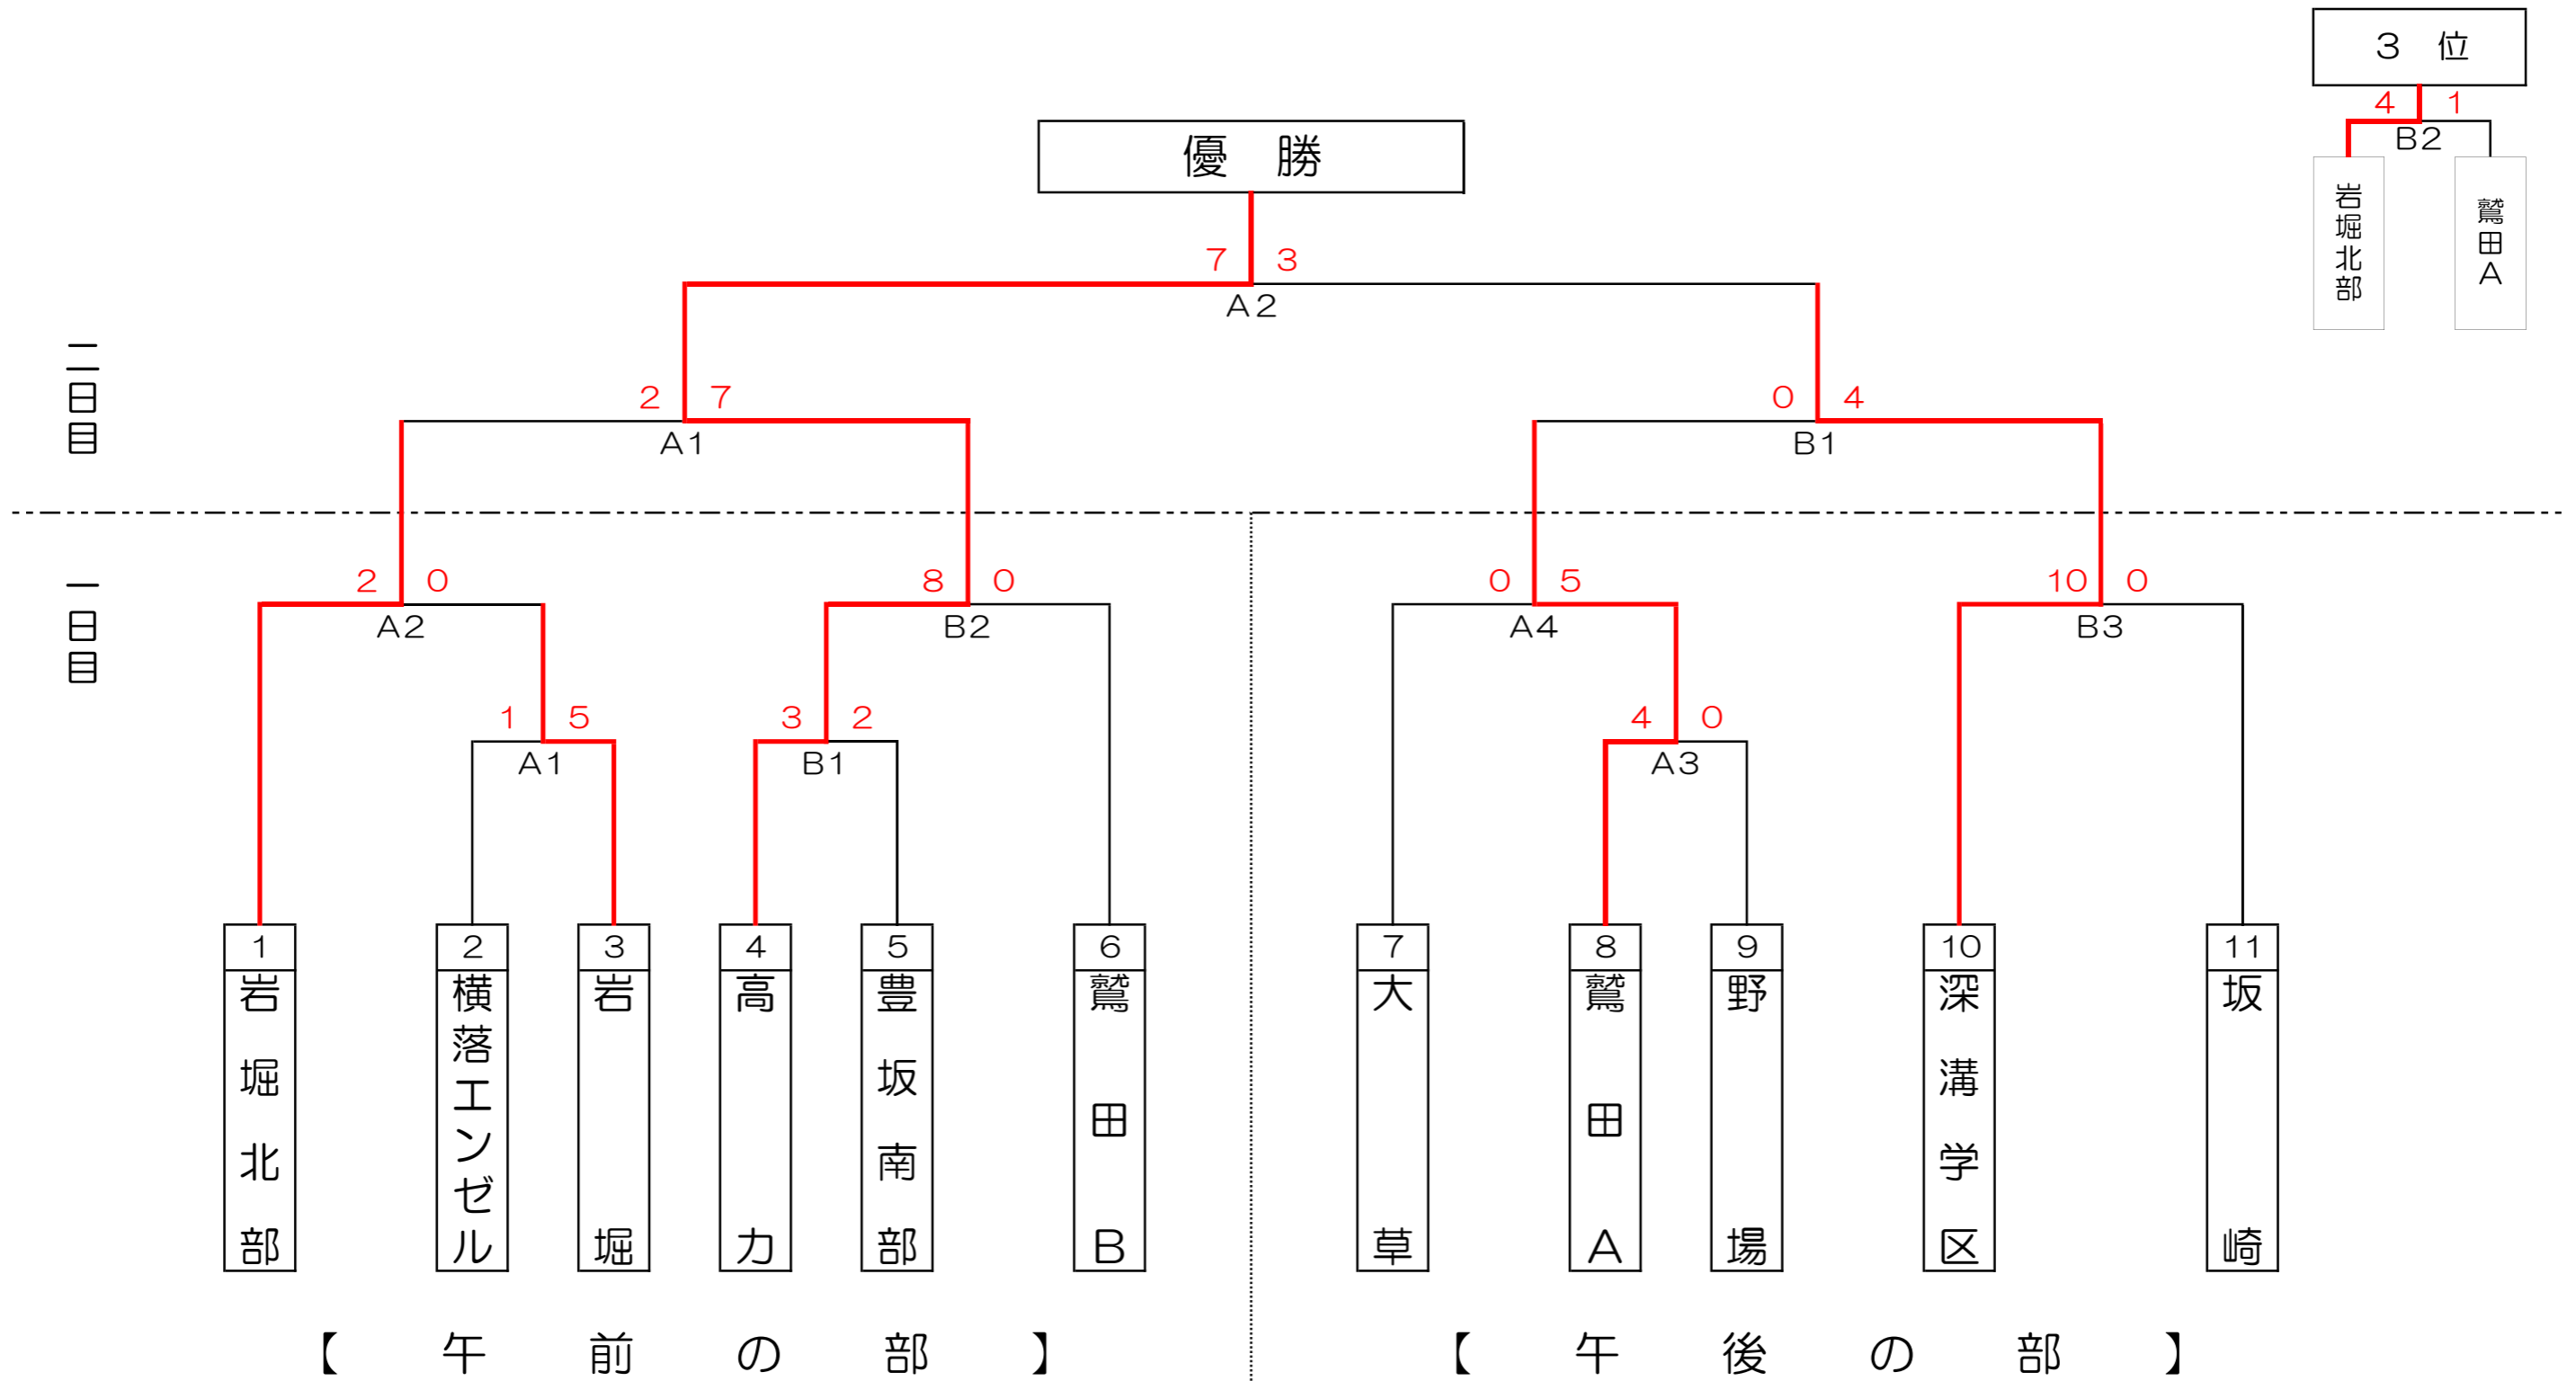 ３　位
4 1
B2
岩堀北部
鷲田A
優　勝
7 3
A2
二日目
2 7
A1
0 4
B1
一日目
2 0
A2
8 0
B2
0 5
A4
10 0
B3
1 5
A1
3 2
B1
4 0
A3
1 2 3 4 5 6 7 8 9 10 11
岩堀北部
横落エンゼル
岩堀
高力
豊坂南部
鷲田B
大草
鷲田A
野場
深溝学区
坂崎
【午前の部】
【午後の部】